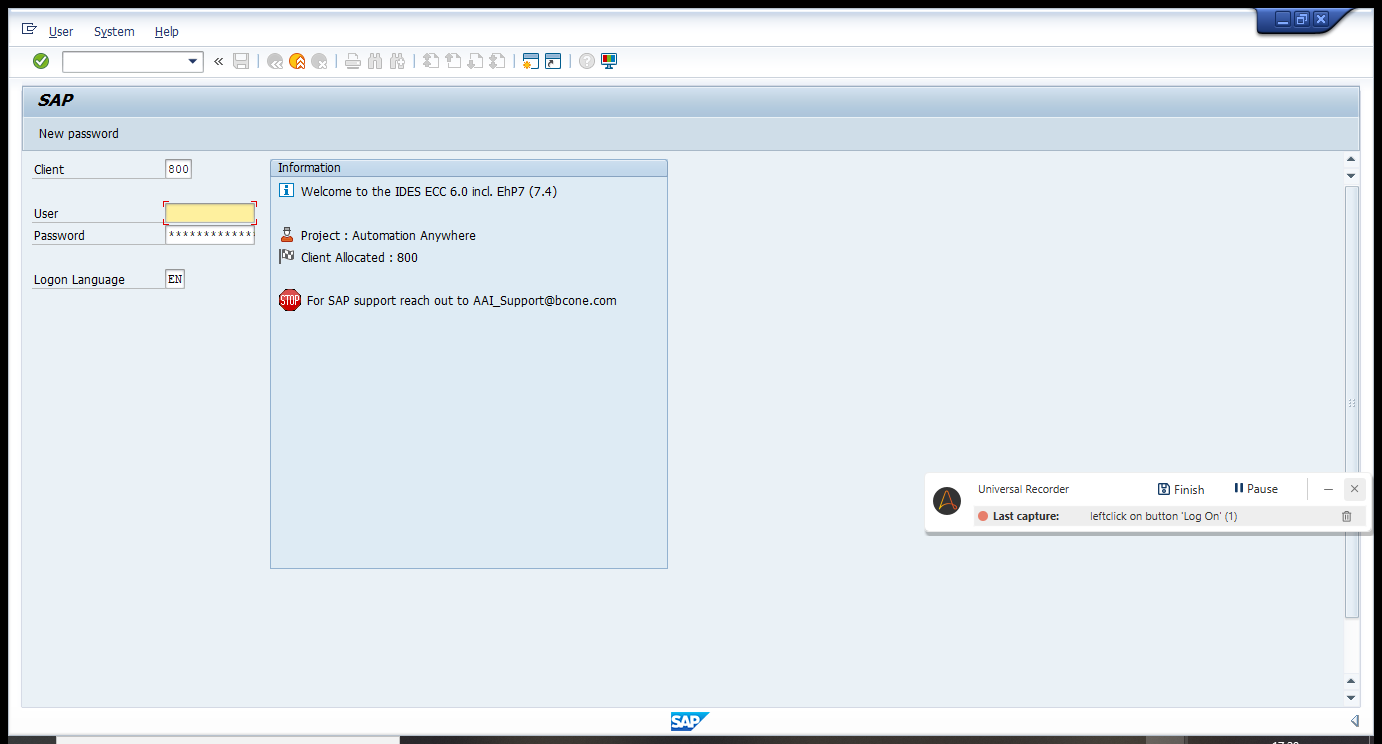 User System Help
SAP
New password
Client 800
Information
Welcome to the IDES ECC 6.0 incl. EhP7 (7.4)
User
Project : Automation Anywhere
Password *************
Client Allocated : 800
Logon Language EN
STOP For SAP support reach out to AAI_Support@bcone.com
Universal Recorder Finish Pause
Last capture: leftclick on button 'Log On' (1)
SAP